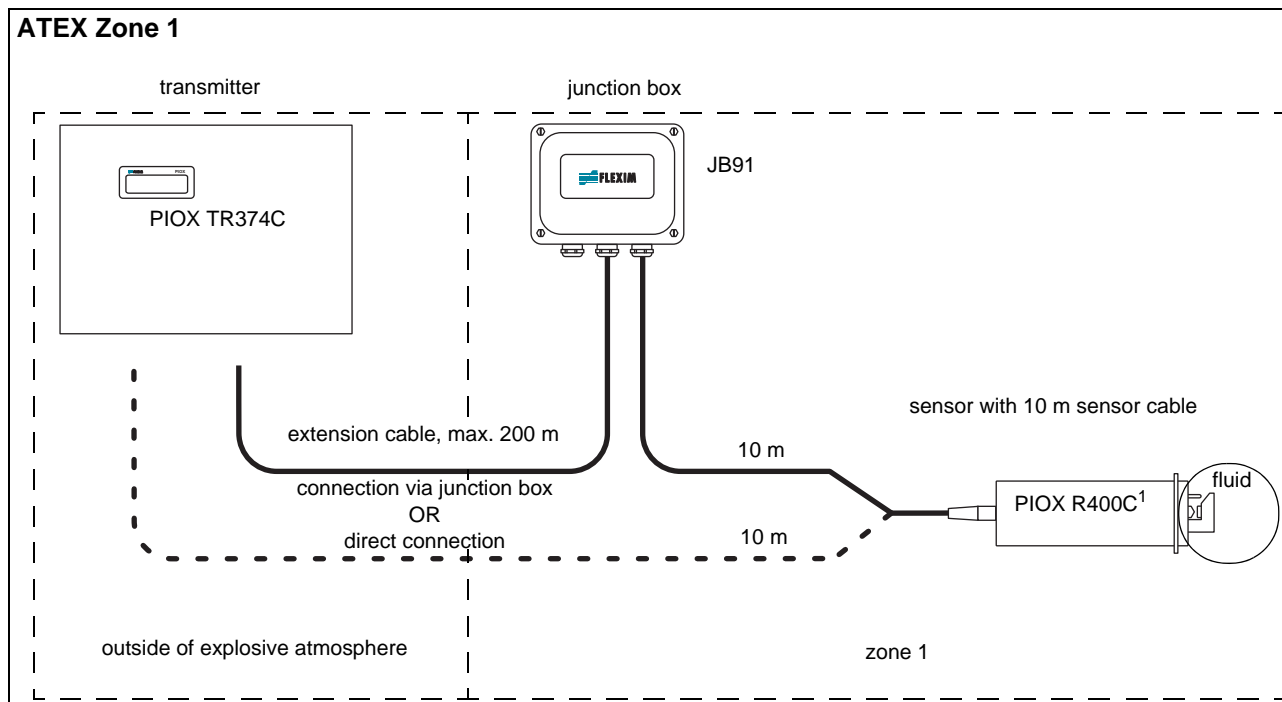 ATEX Zone 1
transmitter
junction box
FLEXIM
JB91
PIOX
PIOX TR374C
sensor with 10 m sensor cable
extension cable, max. 200 m
10 m
connection via junction box
OR
direct connection
10 m
PIOX R400C¹
fluid
outside of explosive atmosphere
zone 1